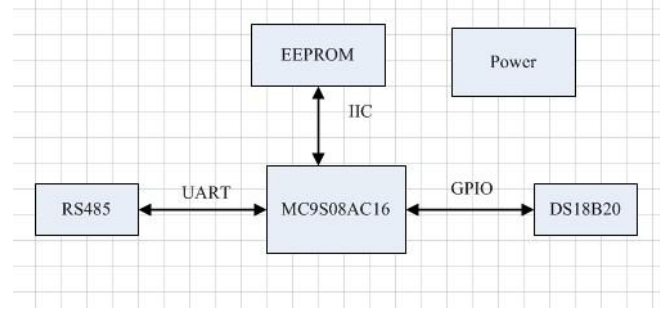 EEPROM
Power
IIC
UART
GPIO
RS485
MC9S08AC16
DS18B20